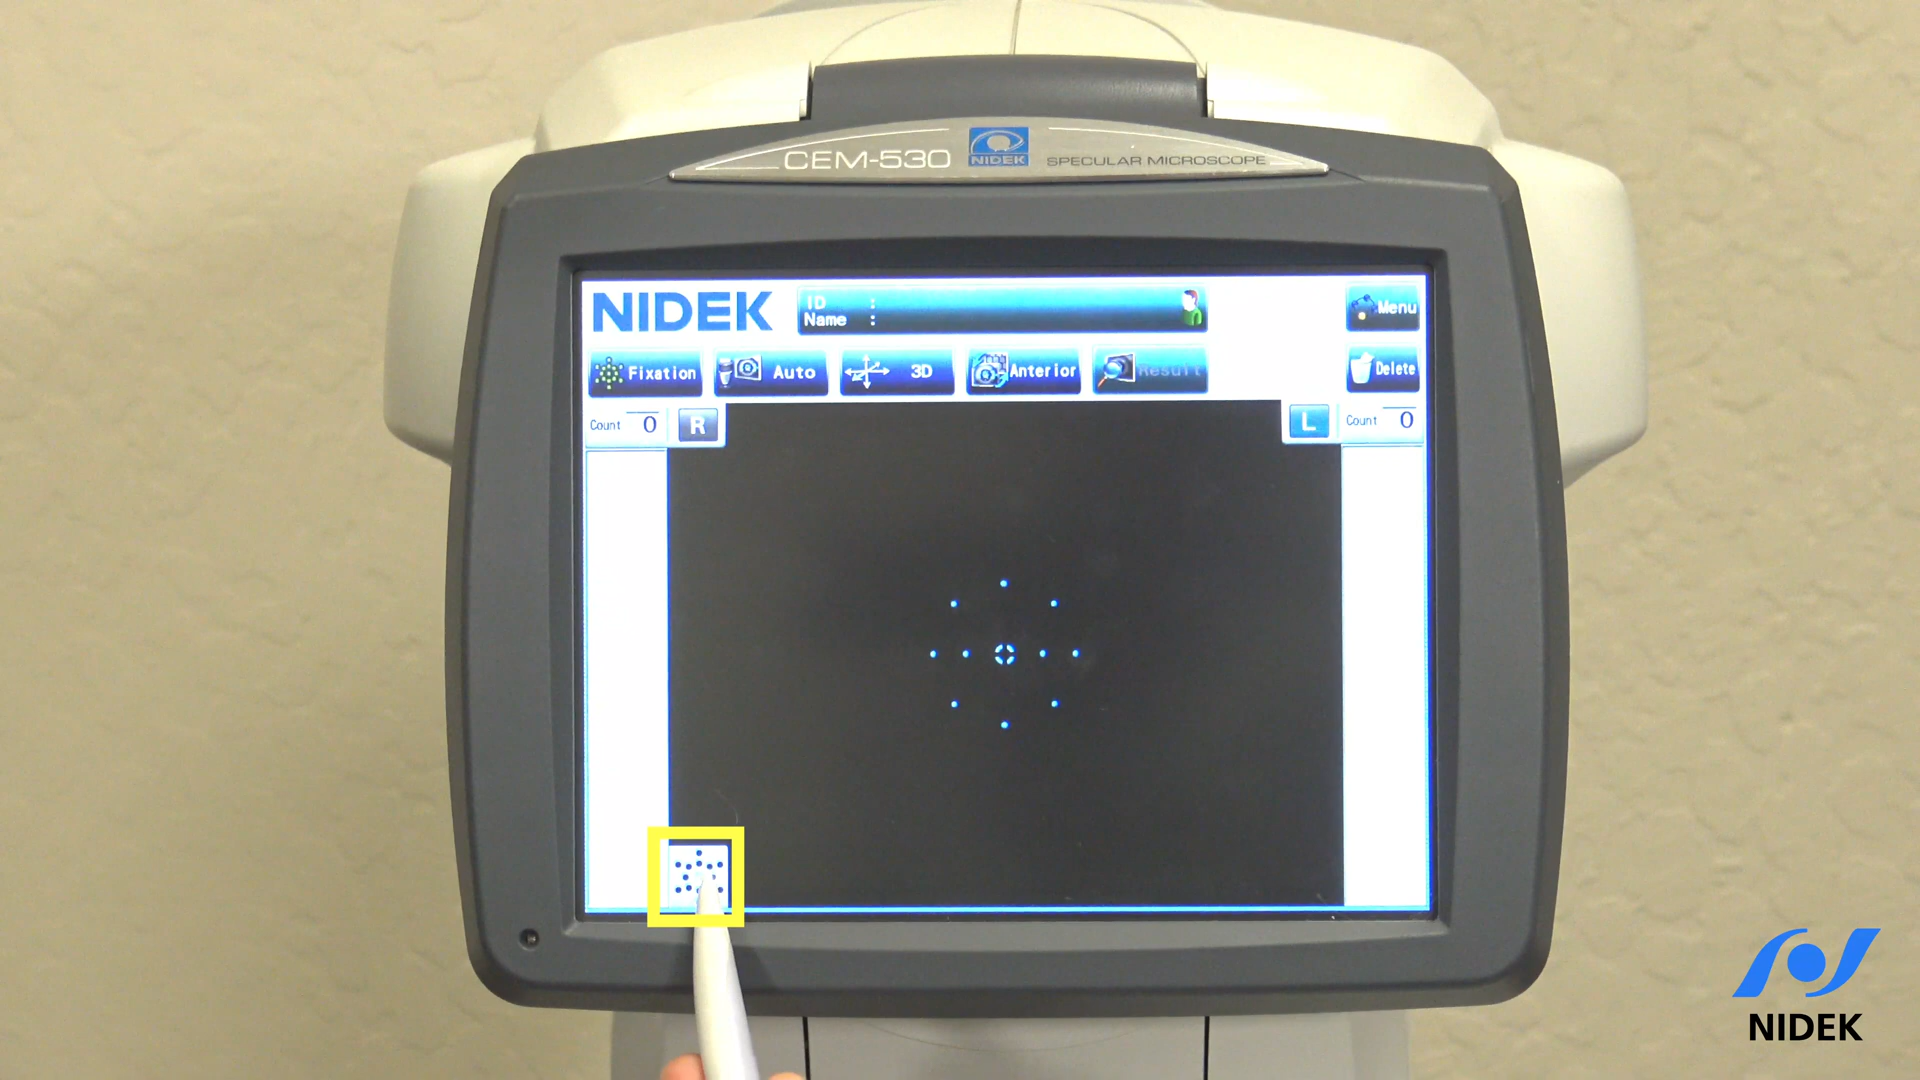 CEM-530 NIDEK SPECULAR MICROSCOPE
NIDEK
ID :
Name :
Menu
Fixation
Auto
3D
Anterior
Result
Delete
Count 0
R
L
Count 0
NIDEK